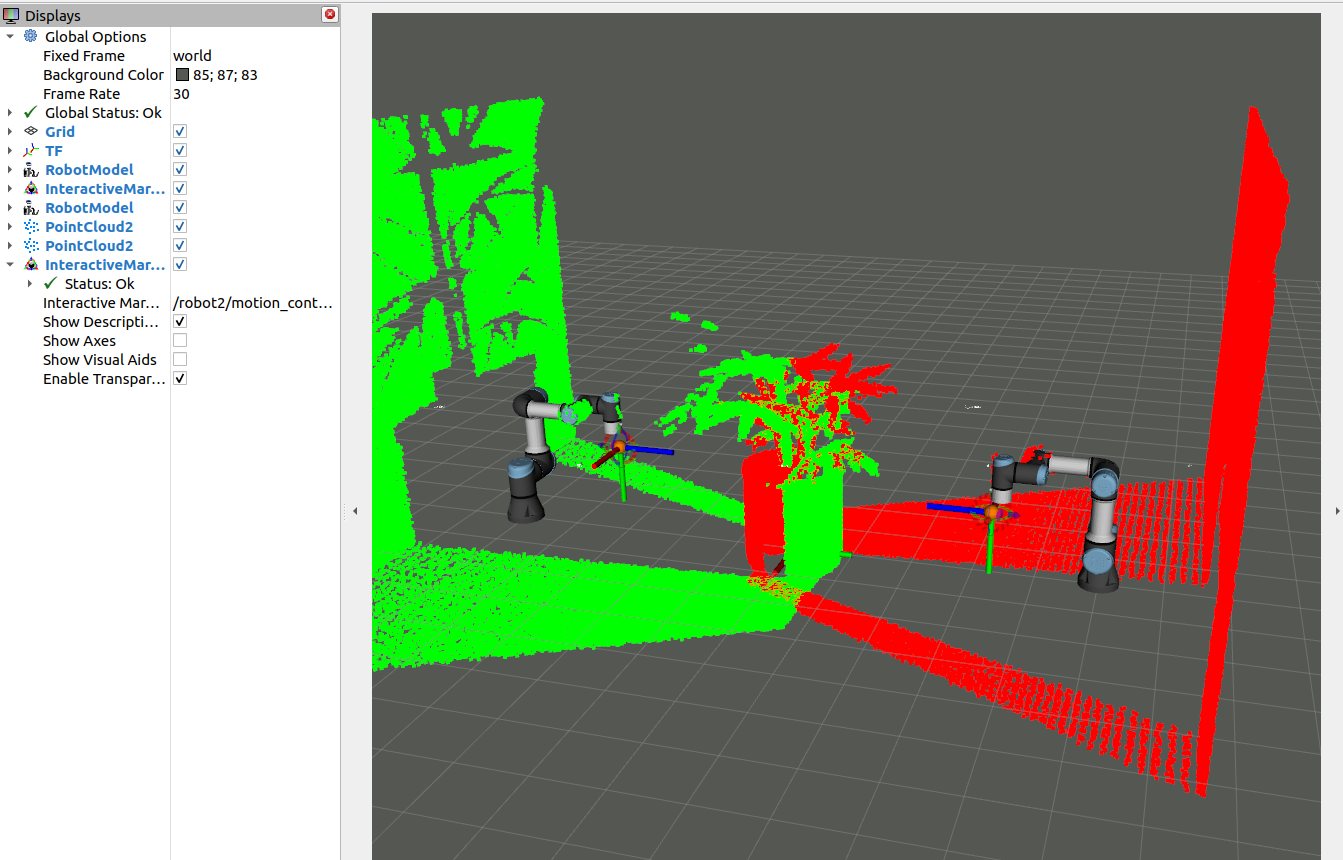 Displays
Global Options
Fixed Frame world
Background Color 85; 87; 83
Frame Rate 30
Global Status: Ok
Grid
TF
RobotModel
InteractiveMar...
RobotModel
PointCloud2
PointCloud2
InteractiveMar...
Status: Ok
Interactive Mar... /robot2/motion_cont...
Show Descripti...
Show Axes
Show Visual Aids
Enable Transpar...